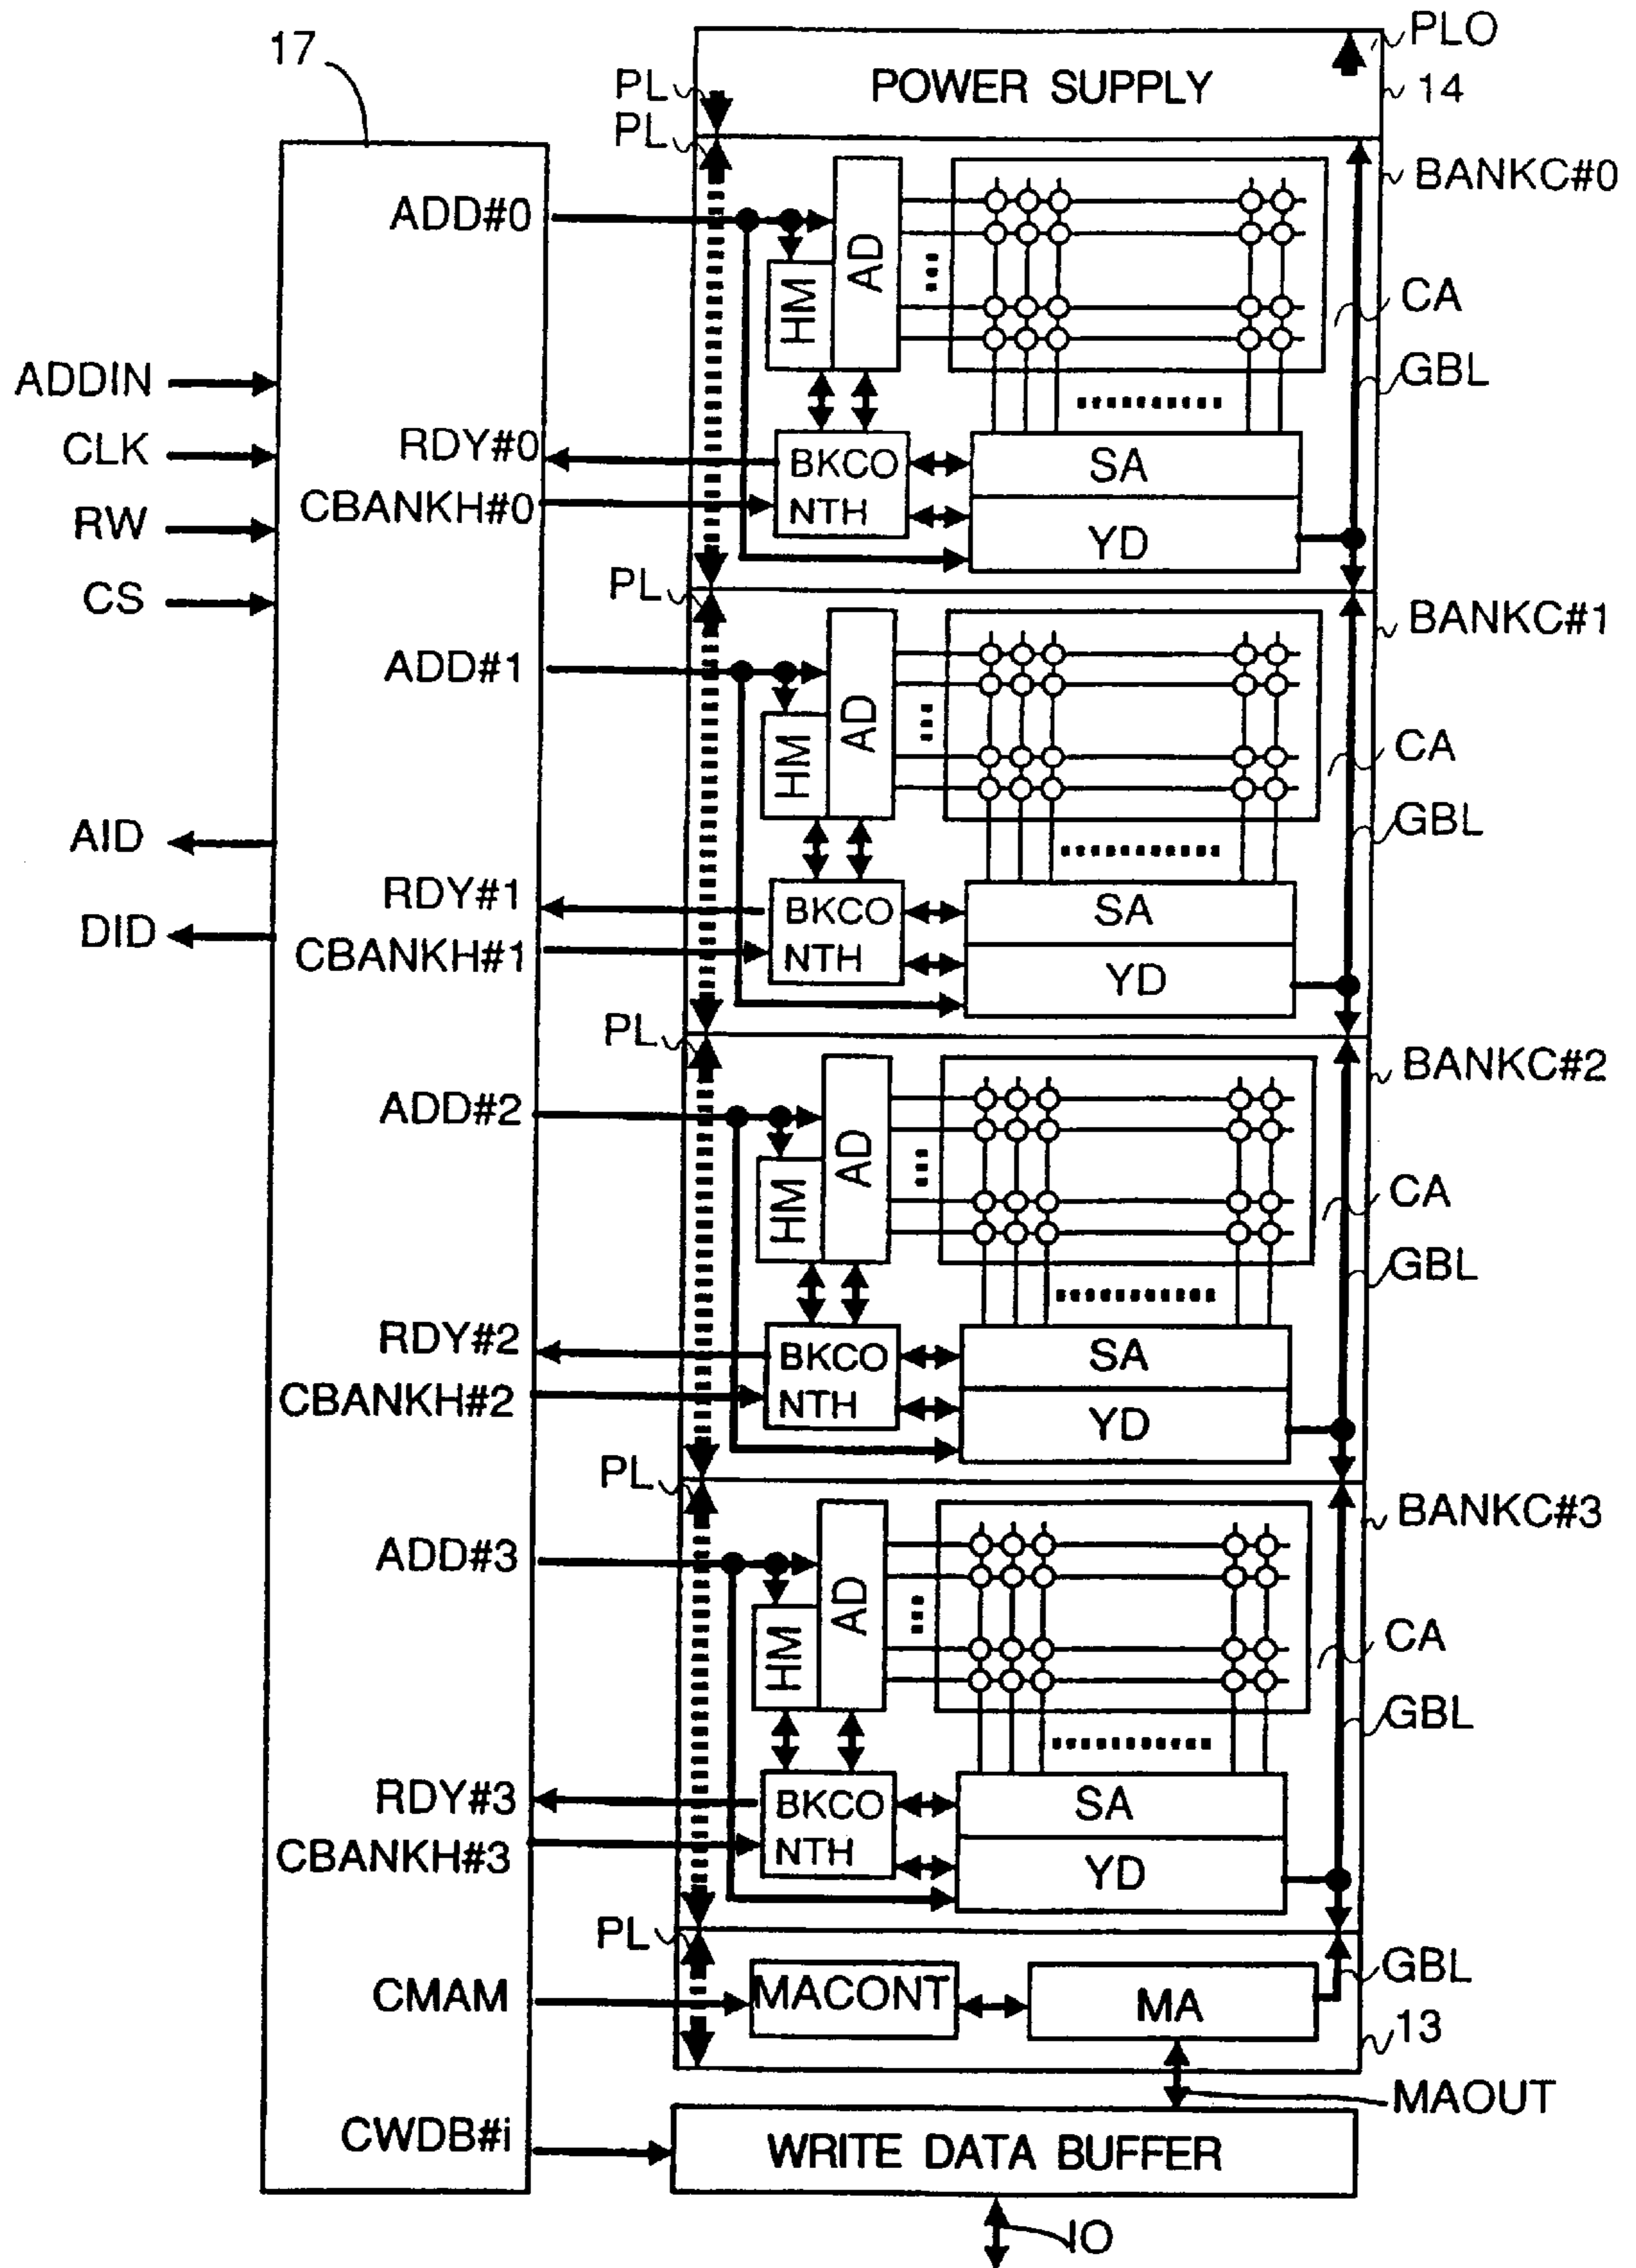 17
PLO
POWER SUPPLY
14
PL
PL
BANKC#0
ADD#0
AD
HM
CA
ADDIN
GBL
CLK
RDY#0
BKCO
NTH
SA
CBANKH#0
RW
YD
CS
PL
BANKC#1
ADD#1
AD
HM
CA
GBL
AID
RDY#1
BKCO
NTH
SA
DID
CBANKH#1
YD
PL
BANKC#2
ADD#2
AD
HM
CA
GBL
RDY#2
BKCO
NTH
SA
CBANKH#2
YD
PL
BANKC#3
ADD#3
AD
HM
CA
GBL
RDY#3
BKCO
NTH
SA
CBANKH#3
YD
PL
GBL
CMAM
MACONT
MA
13
MAOUT
CWDB#i
WRITE DATA BUFFER
IO